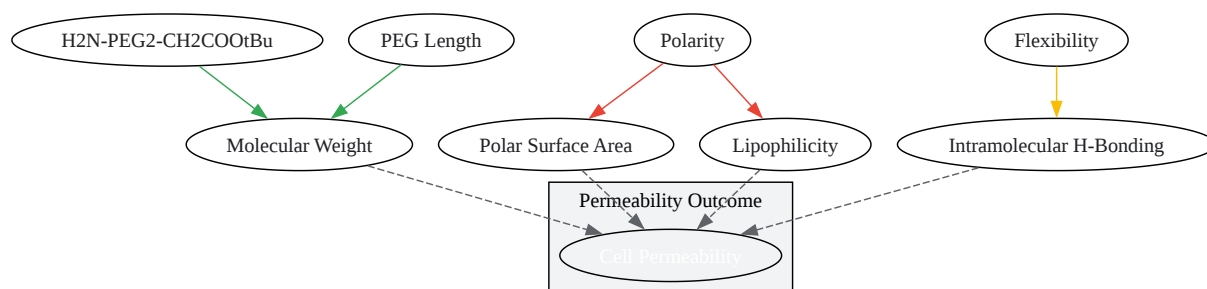 H2N-PEG2-CH2COOtBu
PEG Length
Polarity
Flexibility
Molecular Weight
Polar Surface Area
Lipophilicity
Intramolecular H-Bonding
Permeability Outcome
Cell Permeability